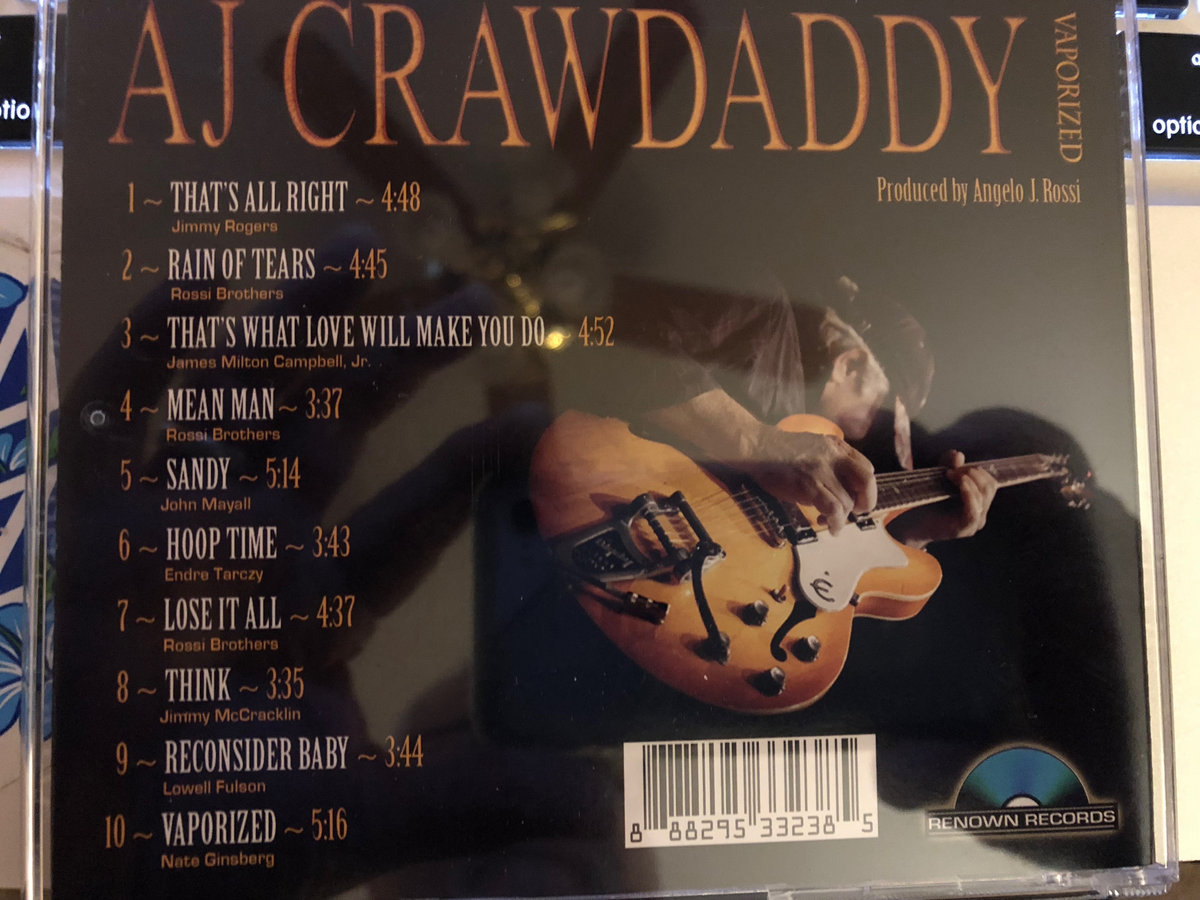 AJ CRAWDADDY
VAPORIZED
Produced by Angelo J. Rossi
1 ~ THAT'S ALL RIGHT ~ 4:48
Jimmy Rogers
2 ~ RAIN OF TEARS ~ 4:45
Rossi Brothers
3 ~ THAT'S WHAT LOVE WILL MAKE YOU DO ~ 4:52
James Milton Campbell, Jr.
4 ~ MEAN MAN ~ 3:37
Rossi Brothers
5 ~ SANDY ~ 5:14
John Mayall
6 ~ HOOP TIME ~ 3:43
Endre Tarczy
7 ~ LOSE IT ALL ~ 4:37
Rossi Brothers
8 ~ THINK ~ 3:35
Jimmy McCracklin
9 ~ RECONSIDER BABY ~ 3:44
Lowell Fulson
10 ~ VAPORIZED ~ 5:16
Nate Ginsberg
8 88295 33238 5
RENOWN RECORDS